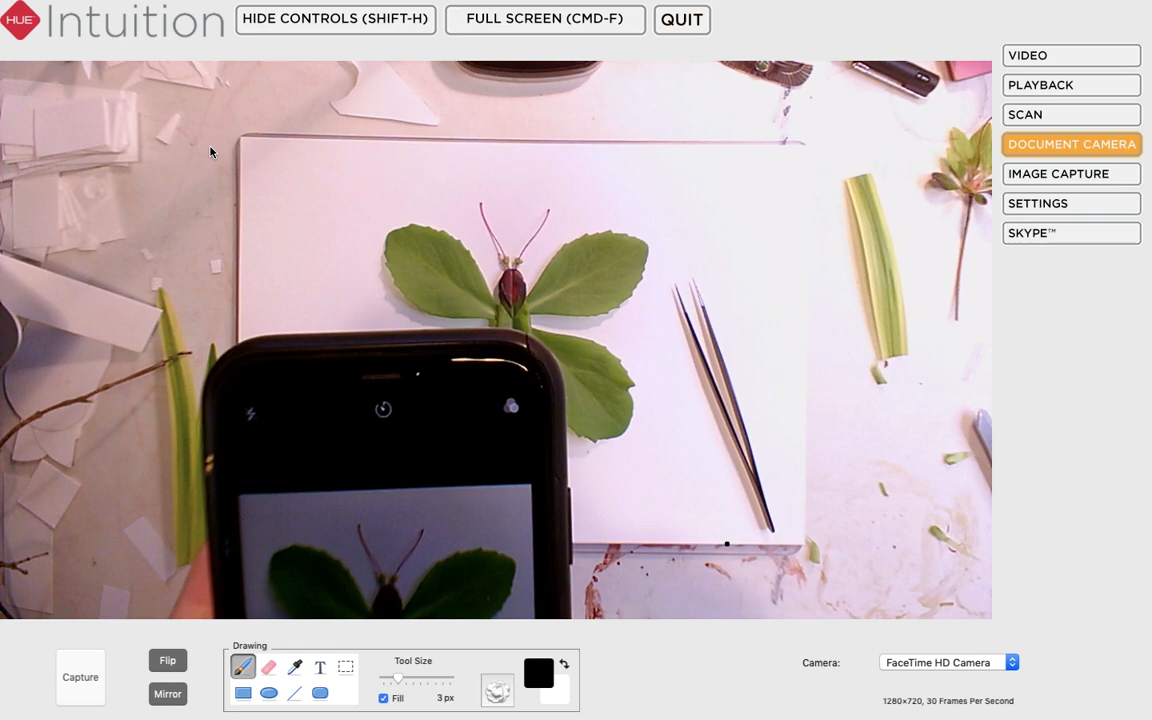 HUE Intuition
HIDE CONTROLS (SHIFT-H)
FULL SCREEN (CMD-F)
QUIT
VIDEO
PLAYBACK
SCAN
DOCUMENT CAMERA
IMAGE CAPTURE
SETTINGS
SKYPE™
Capture
Flip
Mirror
Drawing
T
Tool Size
Fill
3 px
Camera:
FaceTime HD Camera
1280×720, 30 Frames Per Second